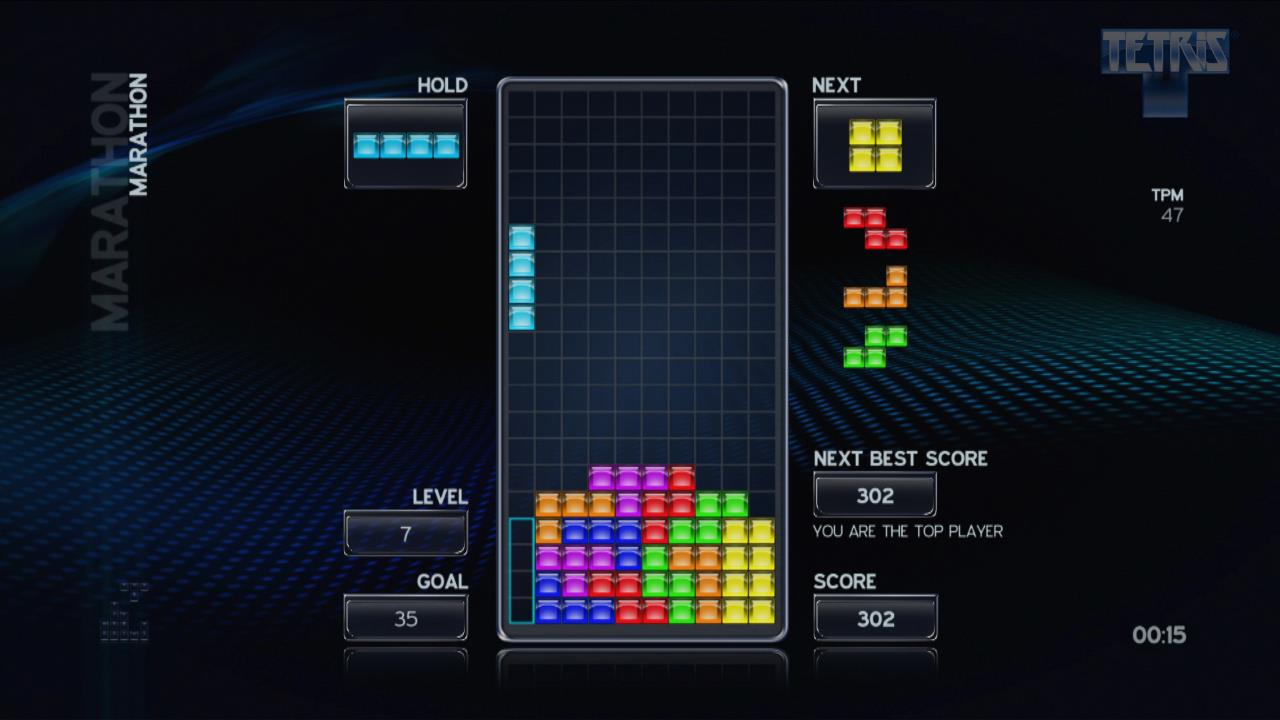 MARATHON
MARATHON
HOLD
NEXT
TETRIS
TPM
47
LEVEL
7
GOAL
35
NEXT BEST SCORE
302
YOU ARE THE TOP PLAYER
SCORE
302
00:15